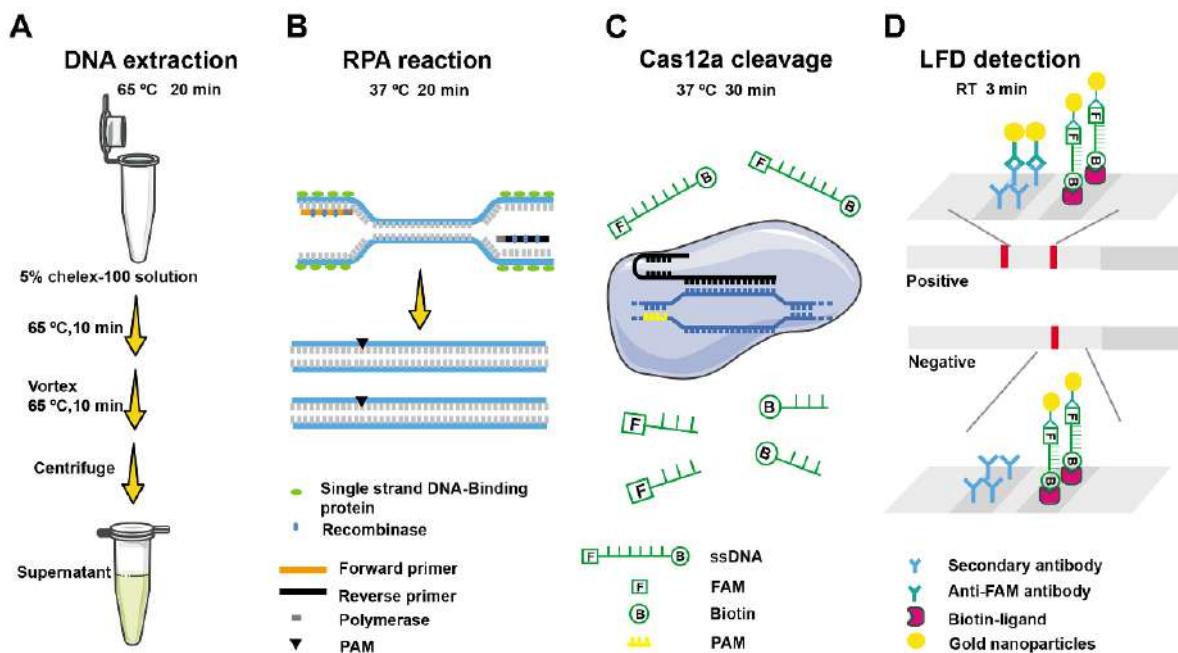 A
DNA extraction
65 ºC 20 min
5% chelex-100 solution
65 ºC,10 min
Vortex
65 ºC,10 min
Centrifuge
Supernatant
B
RPA reaction
37 ºC 20 min
Single strand DNA-Binding
protein
Recombinase
Forward primer
Reverse primer
Polymerase
PAM
C
Cas12a cleavage
37 ºC 30 min
F
B
F
B
F
B
F
B
F
B
ssDNA
F
FAM
B
Biotin
PAM
D
LFD detection
RT 3 min
F
B
F
B
Positive
Negative
F
B
F
B
Secondary antibody
Anti-FAM antibody
Biotin-ligand
Gold nanoparticles